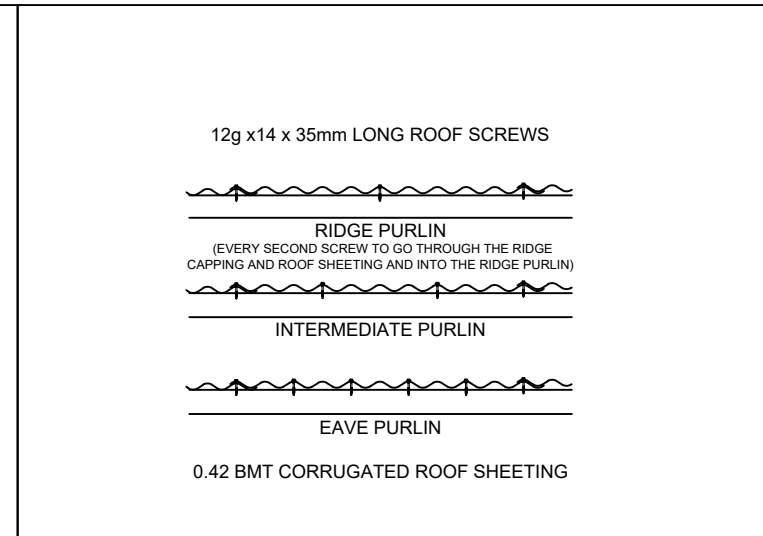 12g x14 x 35mm LONG ROOF SCREWS
RIDGE PURLIN
(EVERY SECOND SCREW TO GO THROUGH THE RIDGE
CAPPING AND ROOF SHEETING AND INTO THE RIDGE PURLIN)
INTERMEDIATE PURLIN
EAVE PURLIN
0.42 BMT CORRUGATED ROOF SHEETING